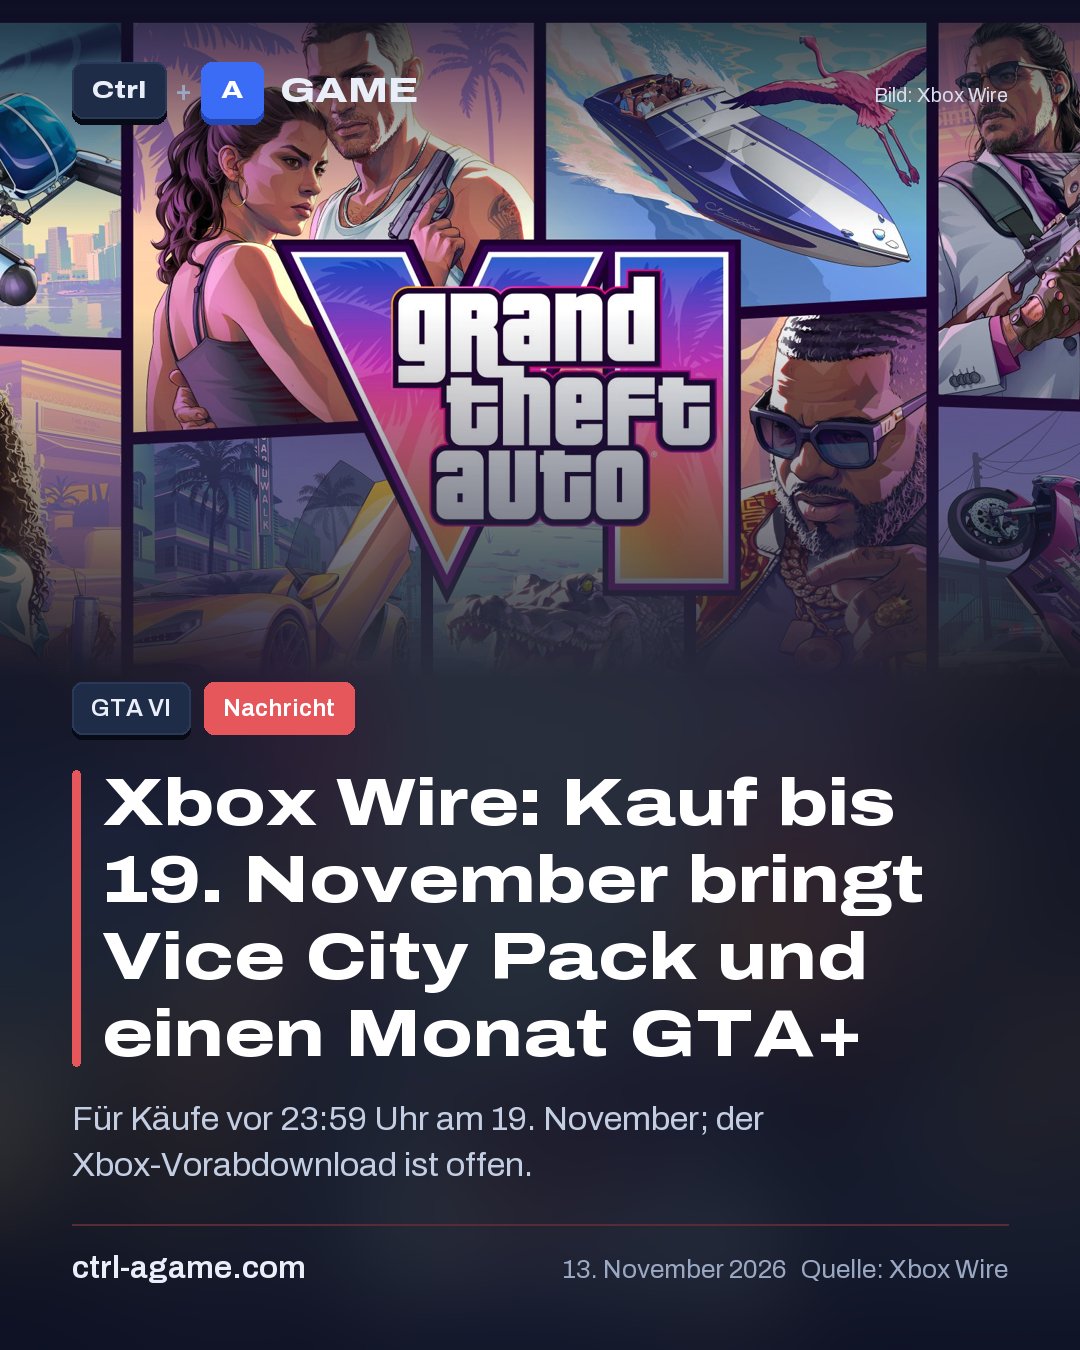 Ctrl + A GAME
Bild: Xbox Wire
grand
theft
auto
VI
GTA VI
Nachricht
Xbox Wire: Kauf bis
19. November bringt
Vice City Pack und
einen Monat GTA+
Für Käufe vor 23:59 Uhr am 19. November; der
Xbox-Vorabdownload ist offen.
ctrl-agame.com
13. November 2026 Quelle: Xbox Wire